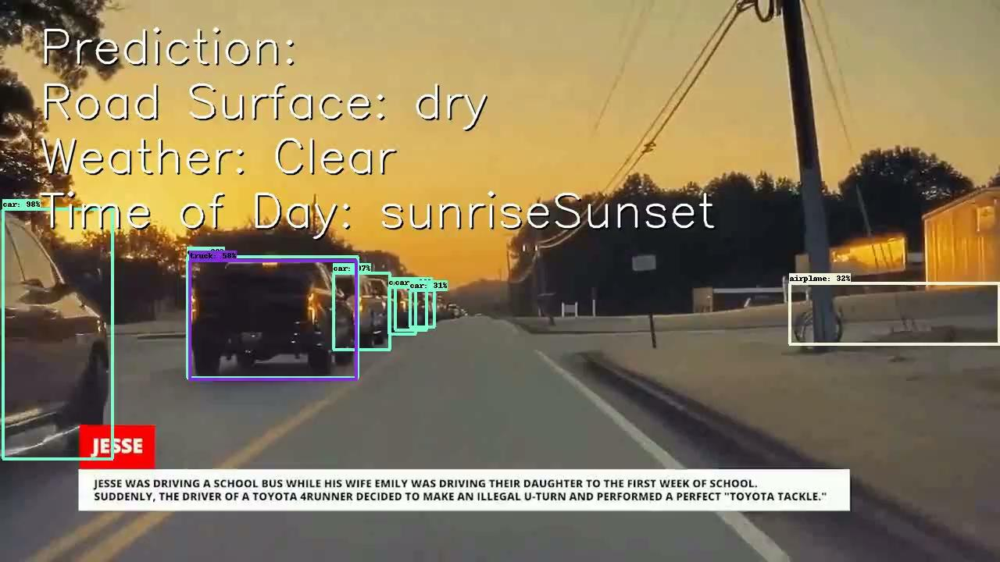 Prediction:
Road Surface: dry
Weather: Clear
Time of Day: sunriseSunset
car: 98%
truck: 58%
car: 97%
car
car: 31%
airplane: 32%
JESSE
JESSE WAS DRIVING A SCHOOL BUS WHILE HIS WIFE EMILY WAS DRIVING THEIR DAUGHTER TO THE FIRST WEEK OF SCHOOL.
SUDDENLY, THE DRIVER OF A TOYOTA 4RUNNER DECIDED TO MAKE AN ILLEGAL U-TURN AND PERFORMED A PERFECT "TOYOTA TACKLE."